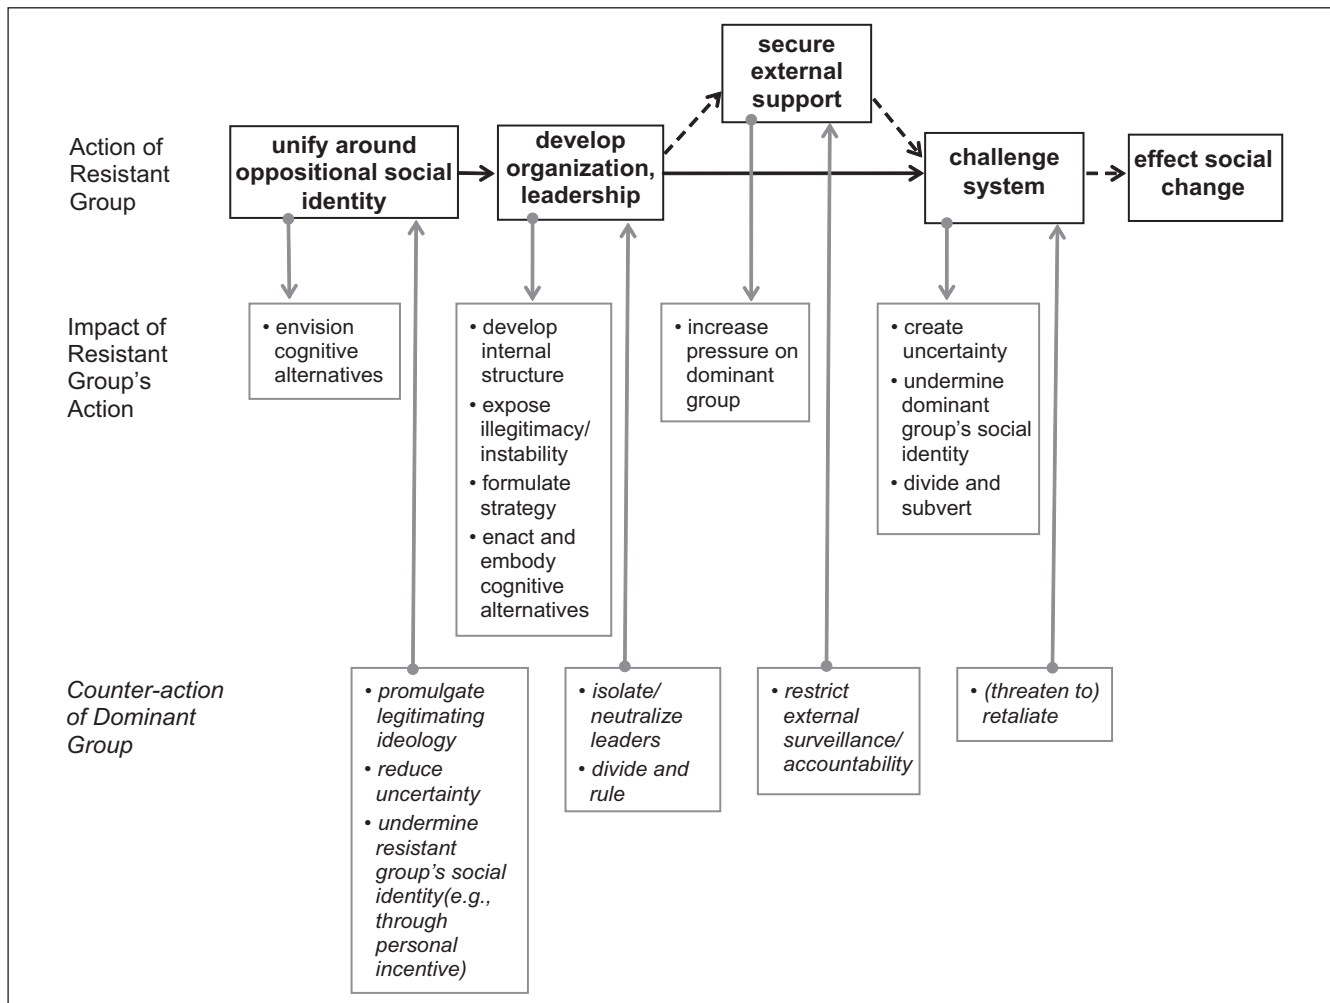 secure
external
support
Action of
Resistant
Group
unify around
oppositional social
identity
develop
organization,
leadership
challenge
system
effect social
change
Impact of
Resistant
Group's
Action
• envision
cognitive
alternatives
• develop
internal
structure
• expose
illegitimacy/
instability
• formulate
strategy
• enact and
embody
cognitive
alternatives
• increase
pressure on
dominant
group
• create
uncertainty
• undermine
dominant
group's social
identity
• divide and
subvert
Counter-action
of Dominant
Group
• promulgate
legitimating
ideology
• reduce
uncertainty
• undermine
resistant
group's social
identity(e.g.,
through
personal
incentive)
• isolate/
neutralize
leaders
• divide and
rule
• restrict
external
surveillance/
accountability
• (threaten to)
retaliate